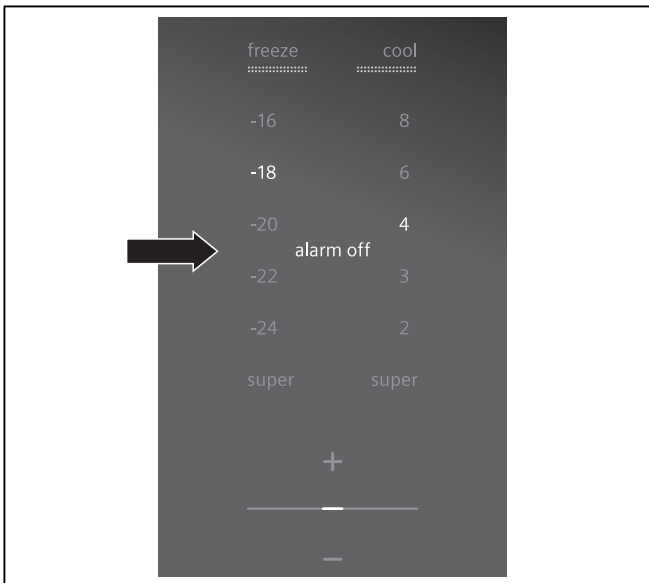 freeze cool
-16 8
-18 6
-20 4
alarm off
-22 3
-24 2
super super
+
−